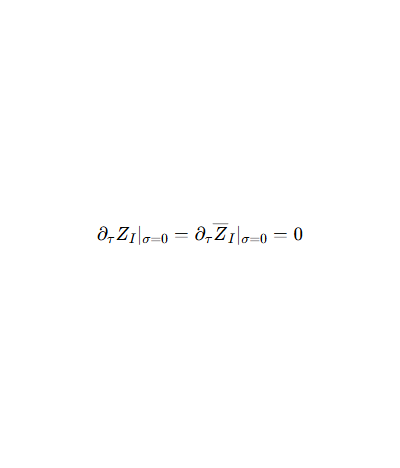 ∂_τ Z_I|_{σ=0} = ∂_τ \overline{Z}_I|_{σ=0} = 0